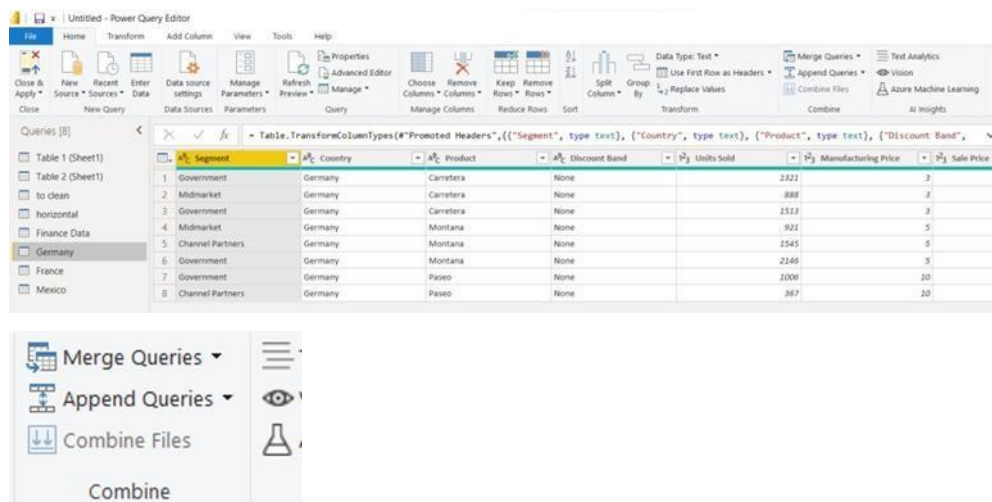 Untitled - Power Query Editor
File Home Transform Add Column View Tools Help
Close & Apply New Source Recent Sources Enter Data Data source settings Manage Parameters Refresh Preview Properties Advanced Editor Manage Choose Columns Remove Columns Keep Rows Remove Rows Split Column Group By Data Type: Text Use First Row as Headers Replace Values Merge Queries Append Queries Combine Files Text Analytics Vision Azure Machine Learning
Close New Query Data Sources Parameters Query Manage Columns Reduce Rows Sort Transform Combine AI Insights
Queries [8] fx = Table.TransformColumnTypes(#"Promoted Headers",{{"Segment", type text}, {"Country", type text}, {"Product", type text}, {"Discount Band",
Table 1 (Sheet1)
Table 2 (Sheet1)
to clean
horizontal
Finance Data
Germany
France
Mexico
Segment Country Product Discount Band Units Sold Manufacturing Price Sale Price
1 Government Germany Carretera None 1321 3
2 Midmarket Germany Carretera None 888 3
3 Government Germany Carretera None 1513 3
4 Midmarket Germany Montana None 921 5
5 Channel Partners Germany Montana None 1545 5
6 Government Germany Montana None 2146 5
7 Government Germany Paseo None 1006 10
8 Channel Partners Germany Paseo None 367 10
Merge Queries
Append Queries
Combine Files
Combine